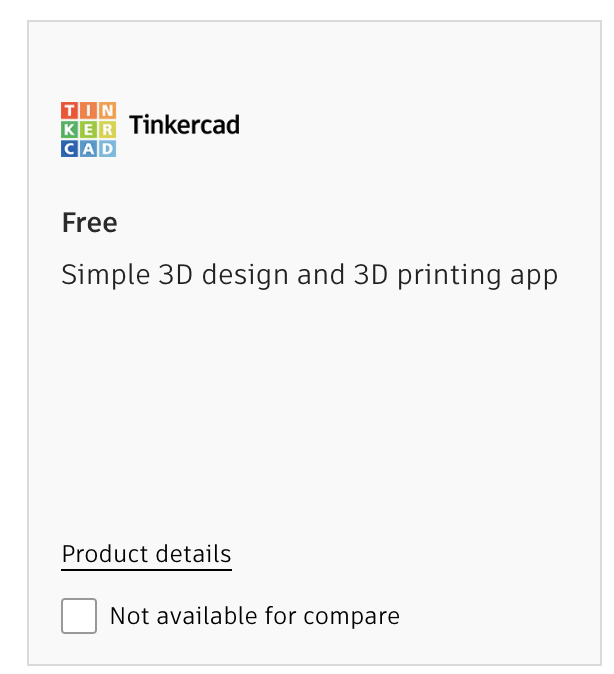 TIN
KER
CAD
Tinkercad
Free
Simple 3D design and 3D printing app
Product details
Not available for compare